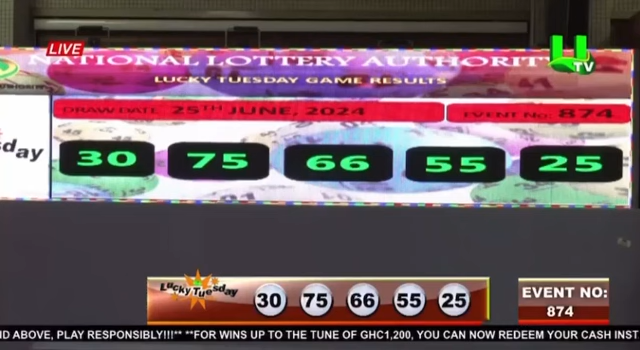 LIVE
NATIONAL LOTTERY AUTHORITY
UTV
LUCKY TUESDAY GAME RESULTS
DRAW DATE 25TH JUNE, 2024 EVENT No: 874
sday
30 75 66 55 25
Lucky Tuesday 30 75 66 55 25
EVENT NO:
874
ID ABOVE, PLAY RESPONSIBLY!!!** **FOR WINS UP TO THE TUNE OF GHC1,200, YOU CAN NOW REDEEM YOUR CASH INST